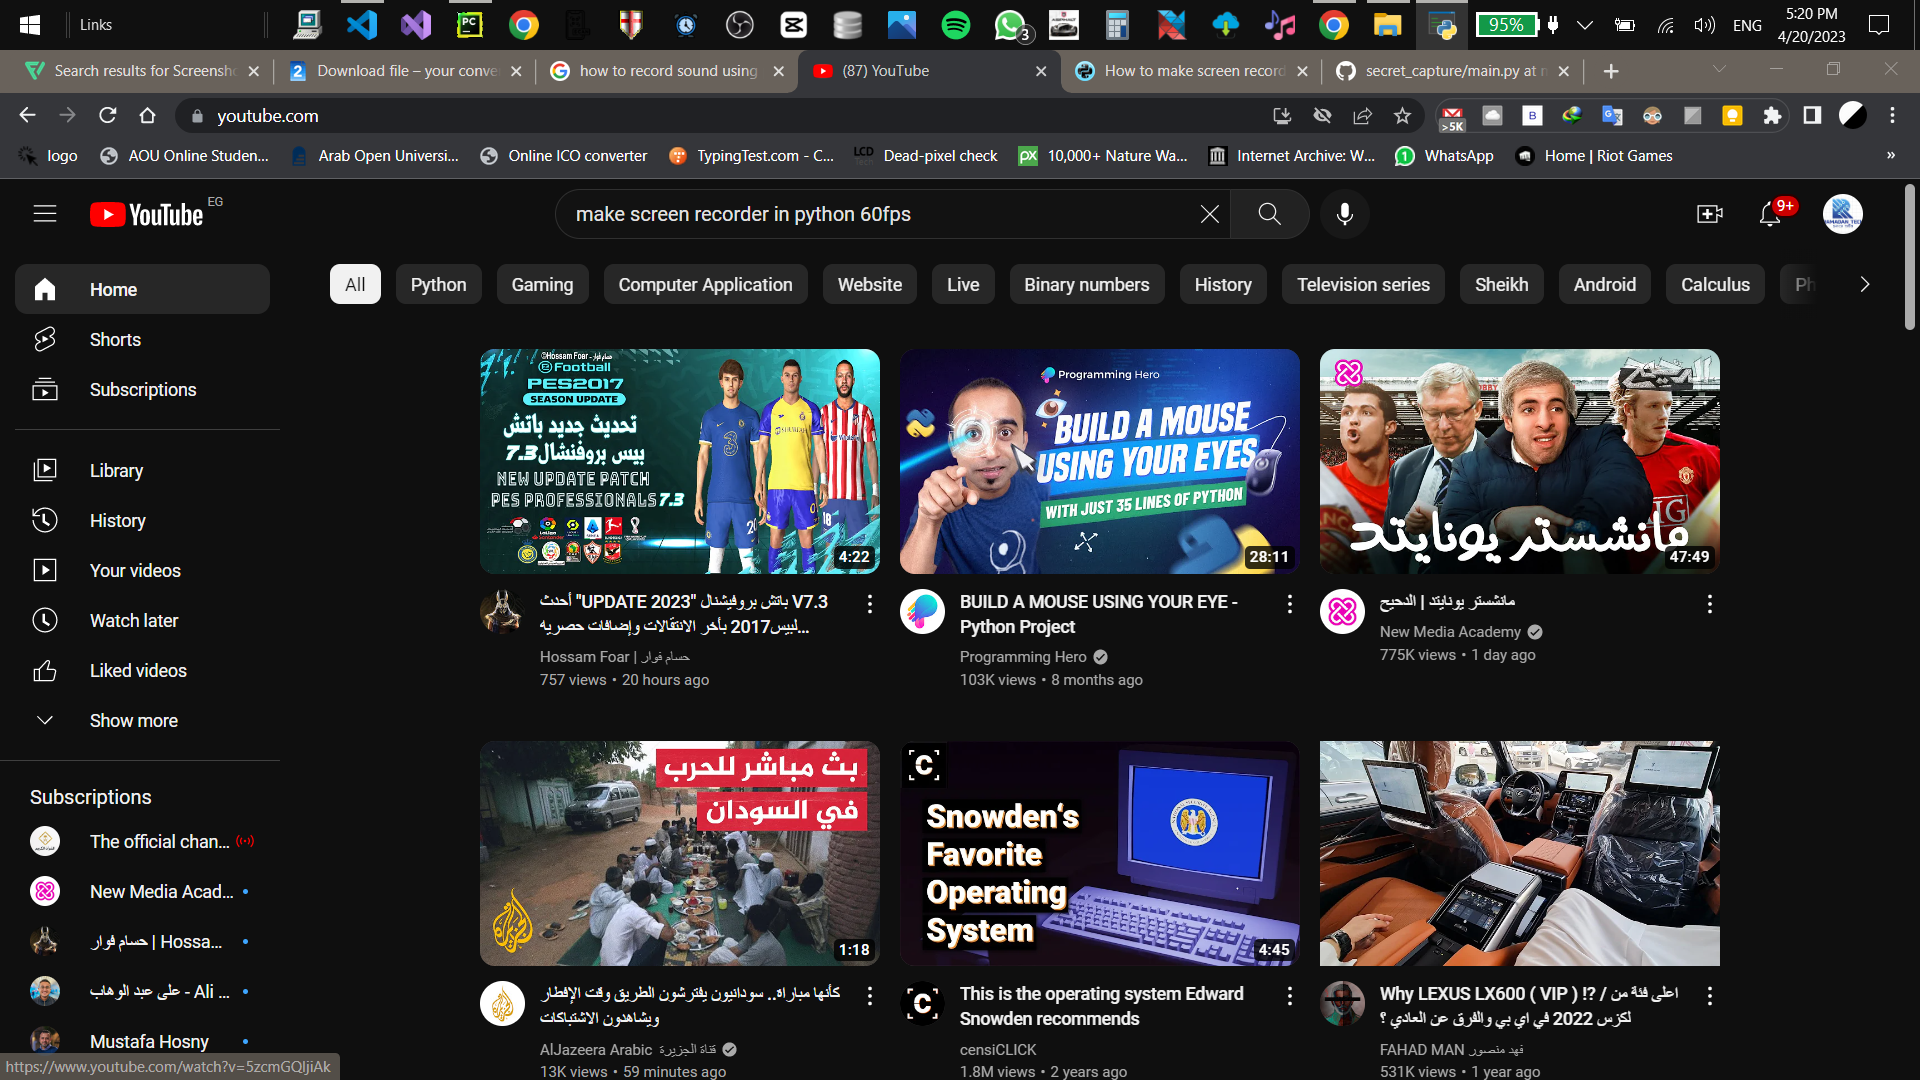 Links
3
95%
ENG
5:20 PM
4/20/2023
Search results for Screensh
Download file – your conve
how to record sound using
(87) YouTube
How to make screen record
secret_capture/main.py at
youtube.com
>5K
logo
AOU Online Studen...
Arab Open Universi...
Online ICO converter
TypingTest.com - C...
LCD
Tech
Dead-pixel check
px
10,000+ Nature Wa...
Internet Archive: W...
WhatsApp
Home | Riot Games
»
YouTube
EG
make screen recorder in python 60fps
9+
Home
Shorts
Subscriptions
Library
History
Your videos
Watch later
Liked videos
Show more
Subscriptions
The official chan...
New Media Acad...
حسام فوار | Hossa...
على عبد الوهاب - Ali ...
Mustafa Hosny
https://www.youtube.com/watch?v=5zcmGQIjiAk
All
Python
Gaming
Computer Application
Website
Live
Binary numbers
History
Television series
Sheikh
Android
Calculus
Ph
©Hossam Foar - حسام فوار
eFootball
PES2017
SEASON UPDATE
تحديث جديد باتش
بيس بروفنشال 7.3
NEW UPDATE PATCH
PES PROFESSIONALS 7.3
4:22
أحدث "UPDATE 2023" باتش بروفيشنال V7.3
لبيس2017 بأخر الانتقالات وإضافات حصريه...
Hossam Foar | حسام فوار
757 views • 20 hours ago
Programming Hero
BUILD A MOUSE
USING YOUR EYES
WITH JUST 35 LINES OF PYTHON
28:11
BUILD A MOUSE USING YOUR EYE -
Python Project
Programming Hero
103K views • 8 months ago
مانشستر يونايتد
47:49
مانشستر يونايتد | الدحيح
New Media Academy
775K views • 1 day ago
بث مباشر للحرب
في السودان
1:18
كأنها مباراة.. سودانيون يفترشون الطريق وقت الإفطار
ويشاهدون الاشتباكات
AlJazeera Arabic قناة الجزيرة
13K views • 59 minutes ago
Snowden's
Favorite
Operating
System
4:45
This is the operating system Edward
Snowden recommends
censiCLICK
1.8M views • 2 years ago
Why LEXUS LX600 ( VIP ) !? / اعلى فئة من
لكزس 2022 في اي بي والفرق عن العادي ؟
FAHAD MAN فهد منصور
531K views • 1 year ago